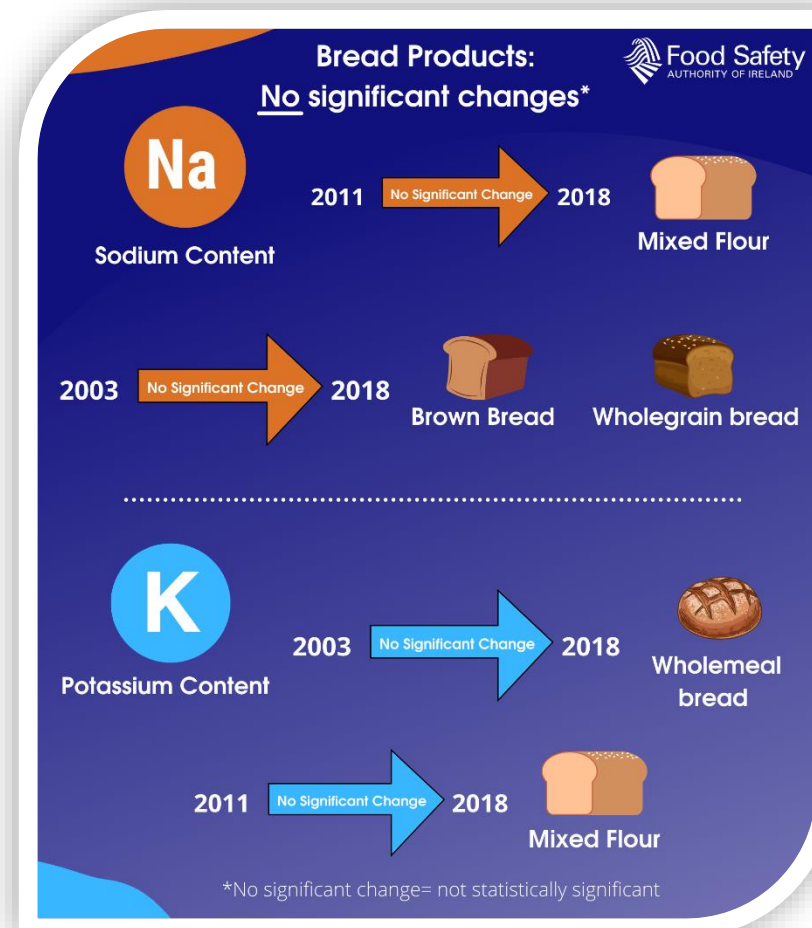 Bread Products:
No significant changes*
Food Safety
AUTHORITY OF IRELAND
Na
Sodium Content
2011 No Significant Change 2018
Mixed Flour
2003 No Significant Change 2018
Brown Bread Wholegrain bread
K
Potassium Content
2003 No Significant Change 2018
Wholemeal
bread
2011 No Significant Change 2018
Mixed Flour
*No significant change= not statistically significant